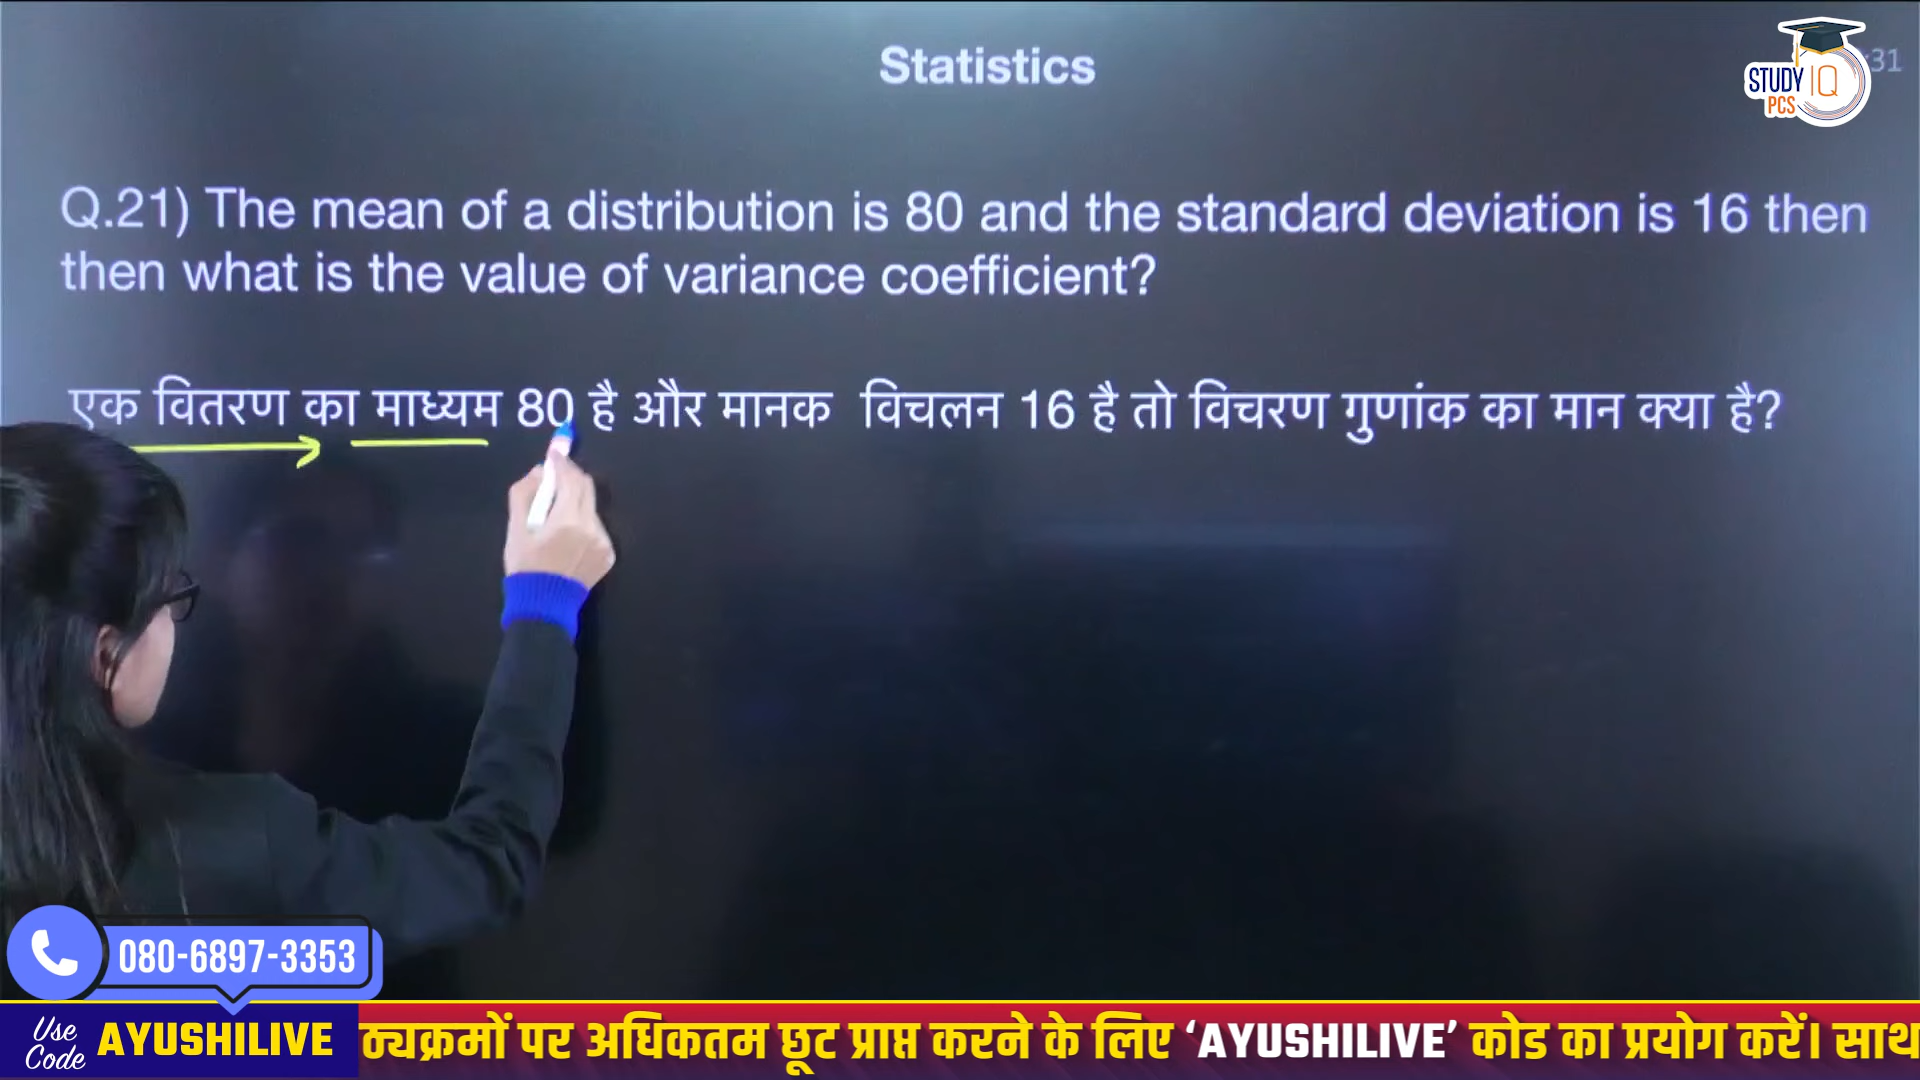 Statistics
:31
STUDY IQ
PCS
Q.21) The mean of a distribution is 80 and the standard deviation is 16 then
then what is the value of variance coefficient?
एक वितरण का माध्यम 80 है और मानक विचलन 16 है तो विचरण गुणांक का मान क्या है?
080-6897-3353
Use
Code
AYUSHILIVE
ठ्यक्रमों पर अधिकतम छूट प्राप्त करने के लिए ‘AYUSHILIVE’ कोड का प्रयोग करें। साथ